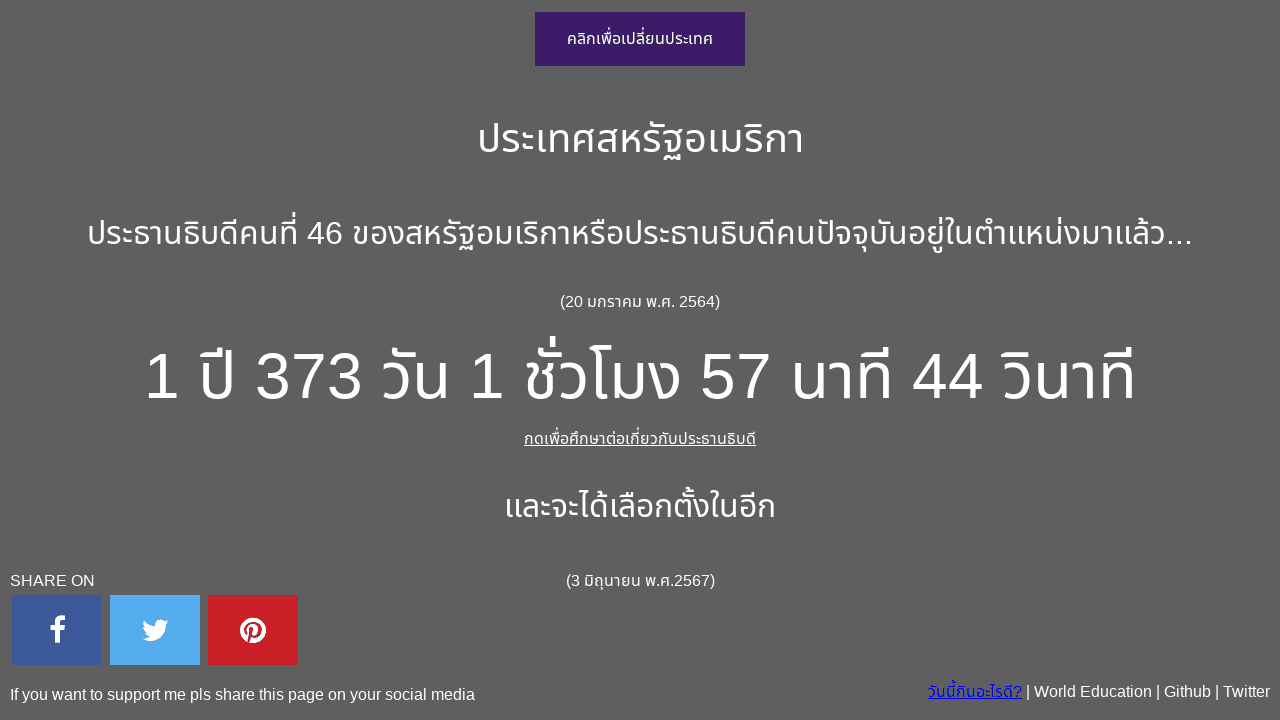 คลิกเพื่อเปลี่ยนประเทศ
ประเทศสหรัฐอเมริกา
ประธานธิบดีคนที่ 46 ของสหรัฐอมเริกาหรือประธานธิบดีคนปัจจุบันอยู่ในตำแหน่งมาแล้ว...
(20 มกราคม พ.ศ. 2564)
1 ปี 373 วัน 1 ชั่วโมง 57 นาที 44 วินาที
กดเพื่อศึกษาต่อเกี่ยวกับประธานธิบดี
และจะได้เลือกตั้งในอีก
(3 มิถุนายน พ.ศ.2567)
SHARE ON
If you want to support me pls share this page on your social media
วันนี้กินอะไรดี? | World Education | Github | Twitter